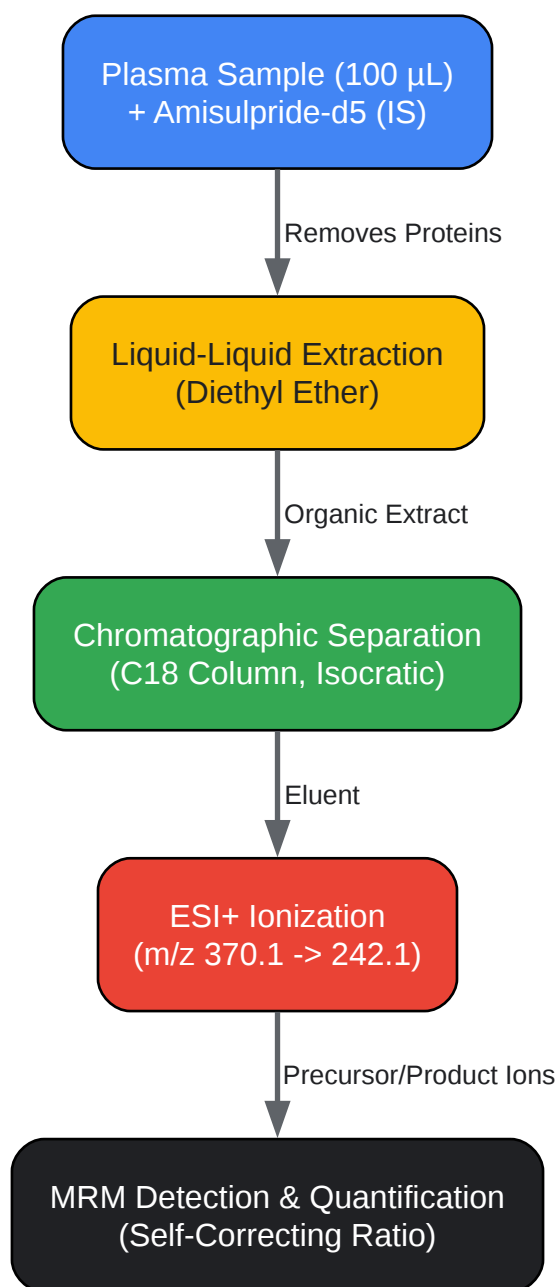 Plasma Sample (100 µL)
+ Amisulpride-d5 (IS)
Removes Proteins
Liquid-Liquid Extraction
(Diethyl Ether)
Organic Extract
Chromatographic Separation
(C18 Column, Isocratic)
Eluent
ESI+ Ionization
(m/z 370.1 -> 242.1)
Precursor/Product Ions
MRM Detection & Quantification
(Self-Correcting Ratio)